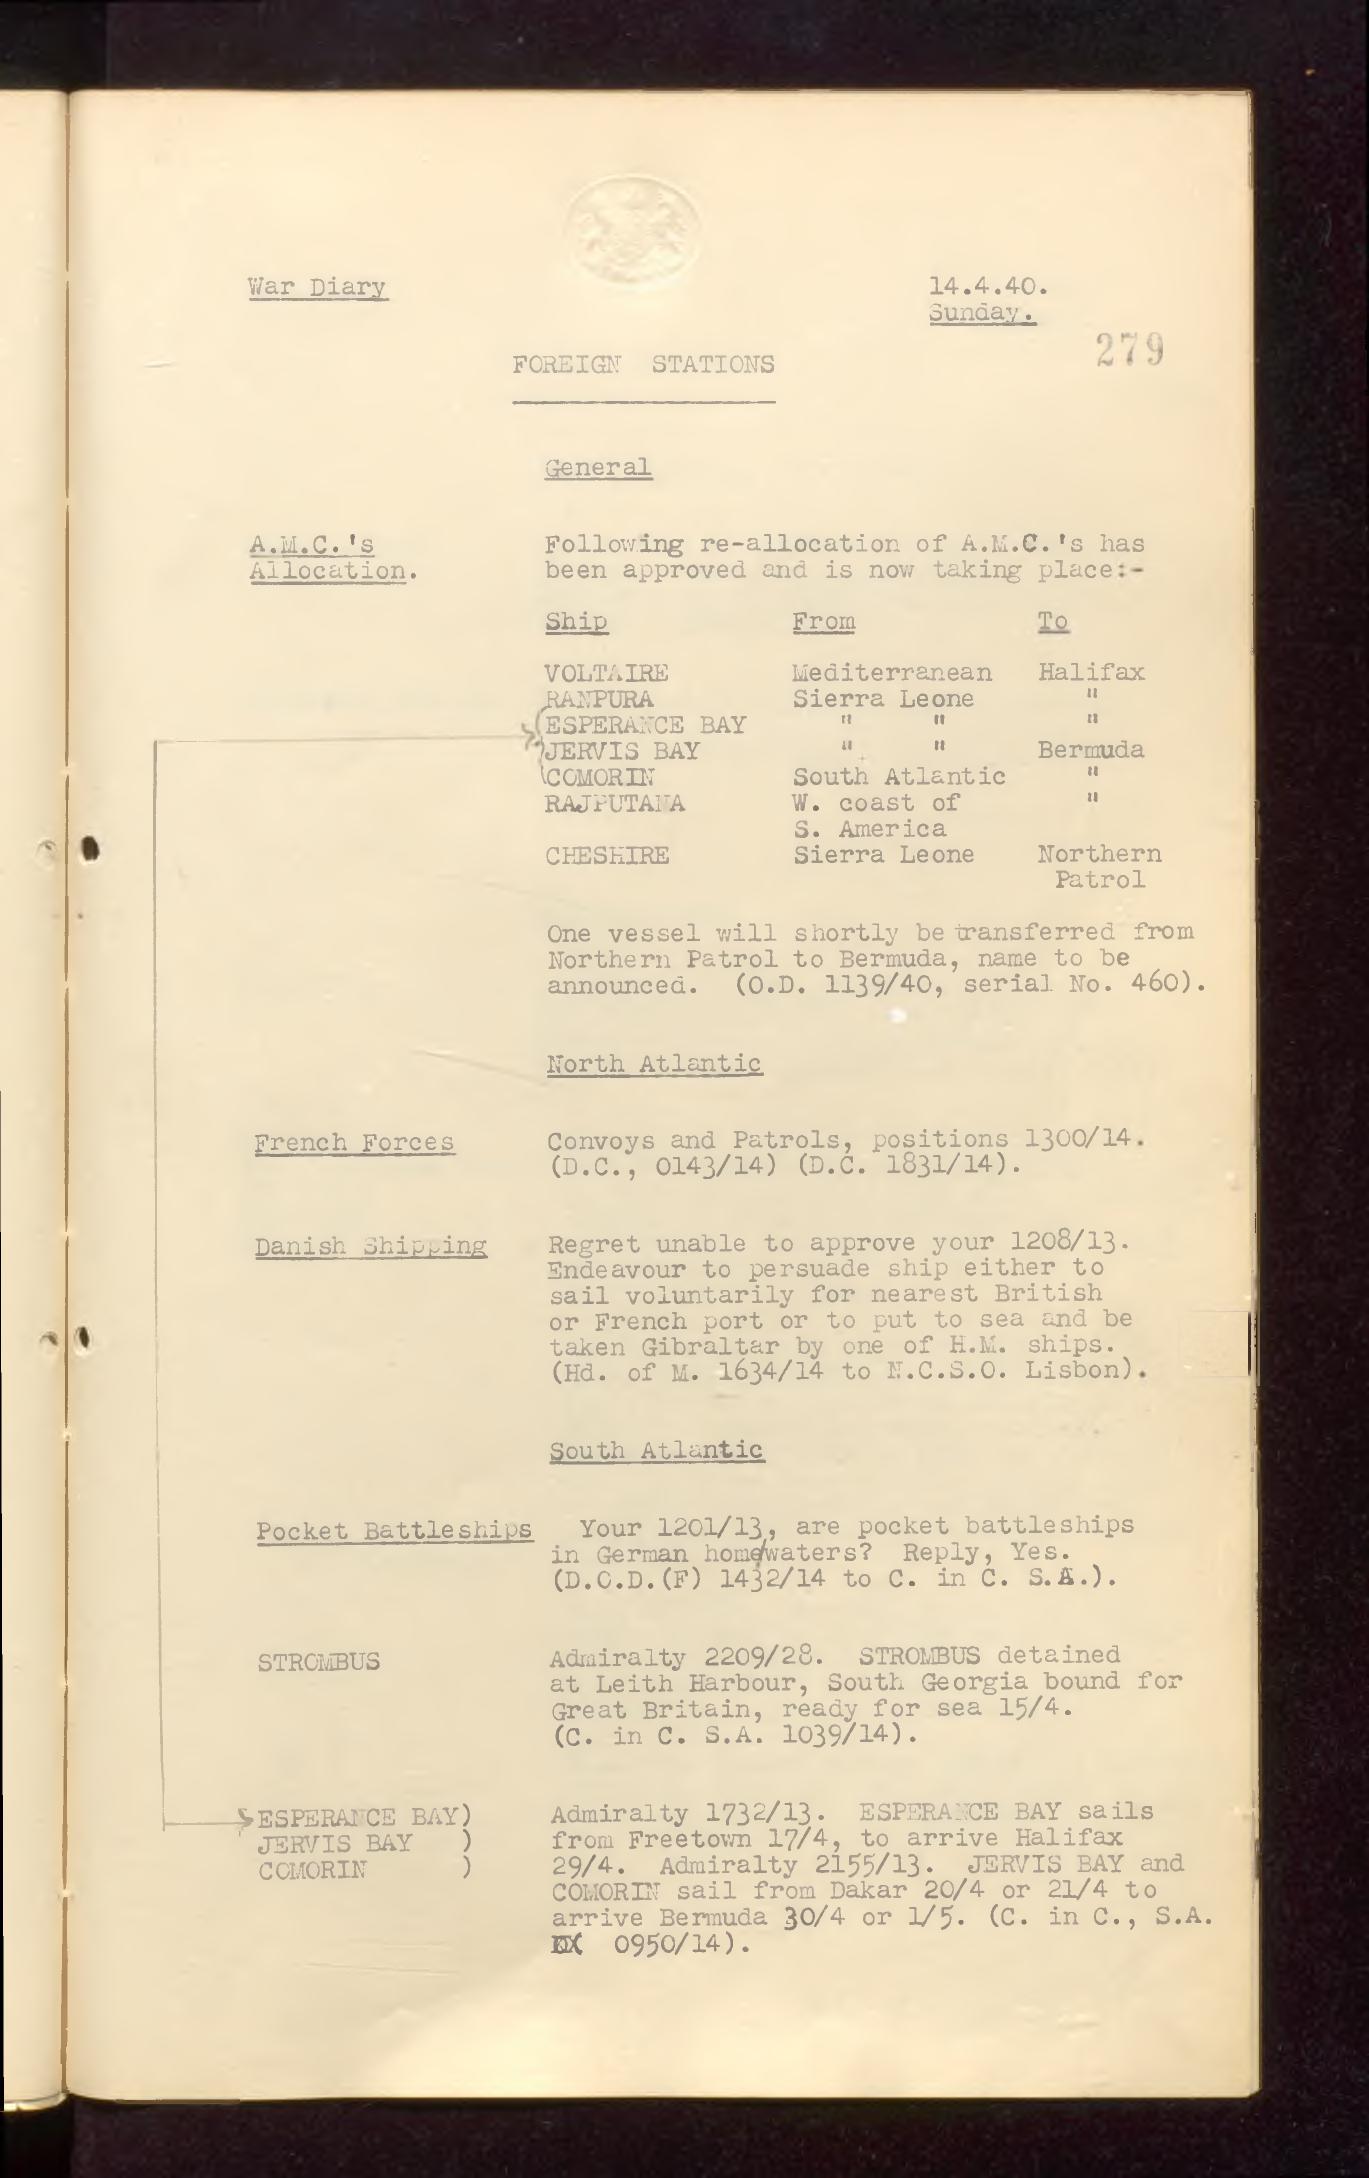 War Diary
14.4.40.
Sunday.
279
FOREIGN STATIONS
General
A.M.C.'s
Allocation.
Following re-allocation of A.M.C.'s has
been approved and is now taking place:-
Ship From To
VOLTAIRE Mediterranean Halifax
RANPURA Sierra Leone "
ESPERANCE BAY " " "
JERVIS BAY " " Bermuda
COMORIN South Atlantic "
RAJPUTANA W. coast of "
S. America
CHESHIRE Sierra Leone Northern
Patrol
One vessel will shortly be transferred from
Northern Patrol to Bermuda, name to be
announced. (O.D. 1139/40, serial No. 460).
North Atlantic
French Forces
Convoys and Patrols, positions 1300/14.
(D.C., 0143/14) (D.C. 1831/14).
Danish Shipping
Regret unable to approve your 1208/13.
Endeavour to persuade ship either to
sail voluntarily for nearest British
or French port or to put to sea and be
taken Gibraltar by one of H.M. ships.
(Hd. of M. 1634/14 to N.C.S.O. Lisbon).
South Atlantic
Pocket Battleships
Your 1201/13, are pocket battleships
in German home/waters? Reply, Yes.
(D.O.D.(F) 1432/14 to C. in C. S.A.).
STROMBUS
Admiralty 2209/28. STROMBUS detained
at Leith Harbour, South Georgia bound for
Great Britain, ready for sea 15/4.
(C. in C. S.A. 1039/14).
ESPERANCE BAY)
JERVIS BAY )
COMORIN )
Admiralty 1732/13. ESPERANCE BAY sails
from Freetown 17/4, to arrive Halifax
29/4. Admiralty 2155/13. JERVIS BAY and
COMORIN sail from Dakar 20/4 or 21/4 to
arrive Bermuda 30/4 or 1/5. (C. in C., S.A.
0950/14).